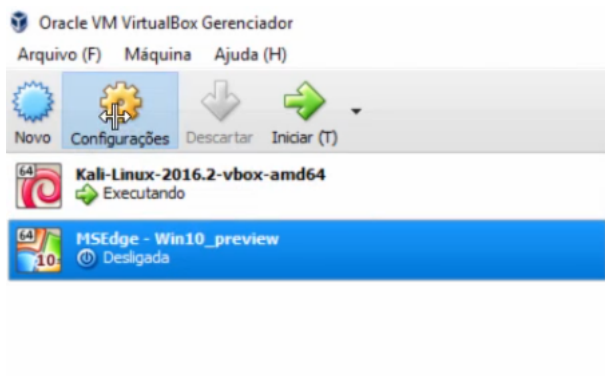 Oracle VM VirtualBox Gerenciador
Arquivo (F) Máquina Ajuda (H)
Novo Configurações Descartar Iniciar (T)
64 Kali-Linux-2016.2-vbox-amd64
Executando
64 MSEdge - Win10_preview
10 Desligada